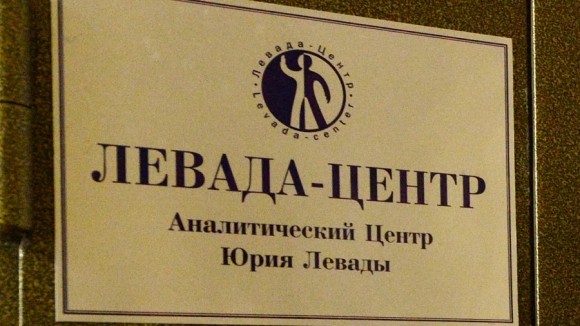 Левада-Центр
Levada-center
ЛЕВАДА-ЦЕНТР
Аналитический Центр
Юрия Левады